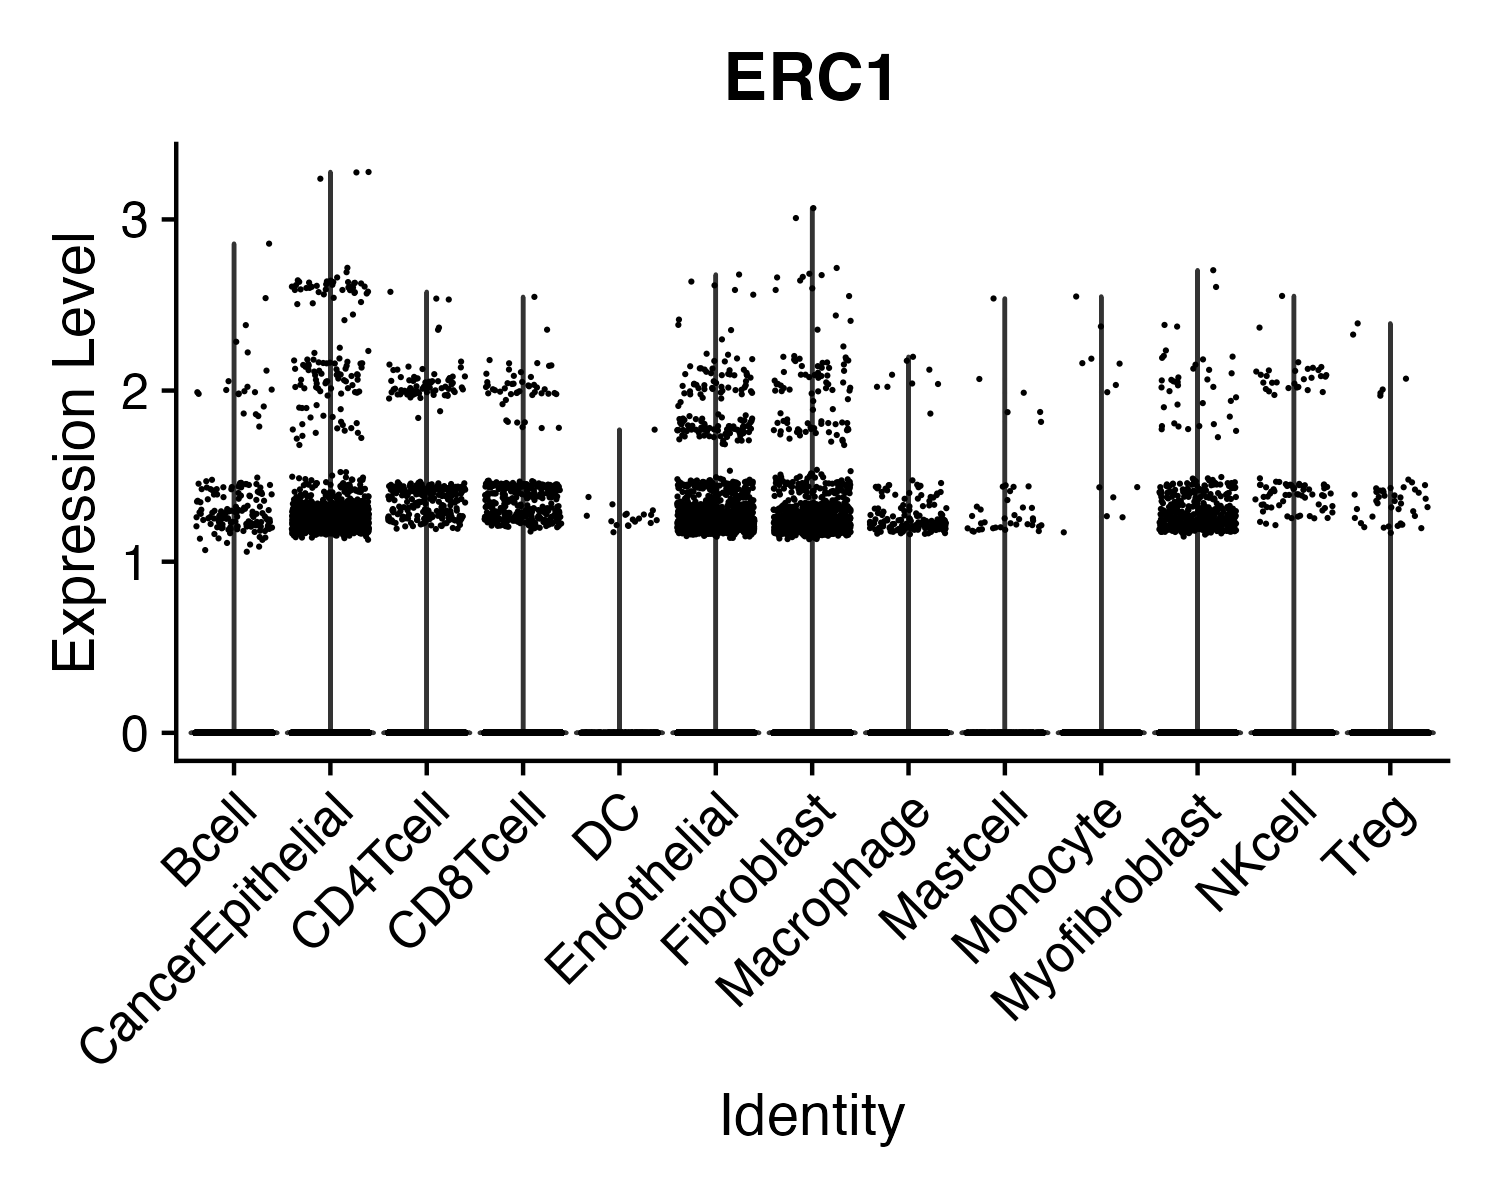 ERC1
Expression Level
3
2
1
0
Bcell
CancerEpithelial
CD4Tcell
CD8Tcell
DC
Endothelial
Fibroblast
Macrophage
Mastcell
Monocyte
Myofibroblast
NKcell
Treg
Identity